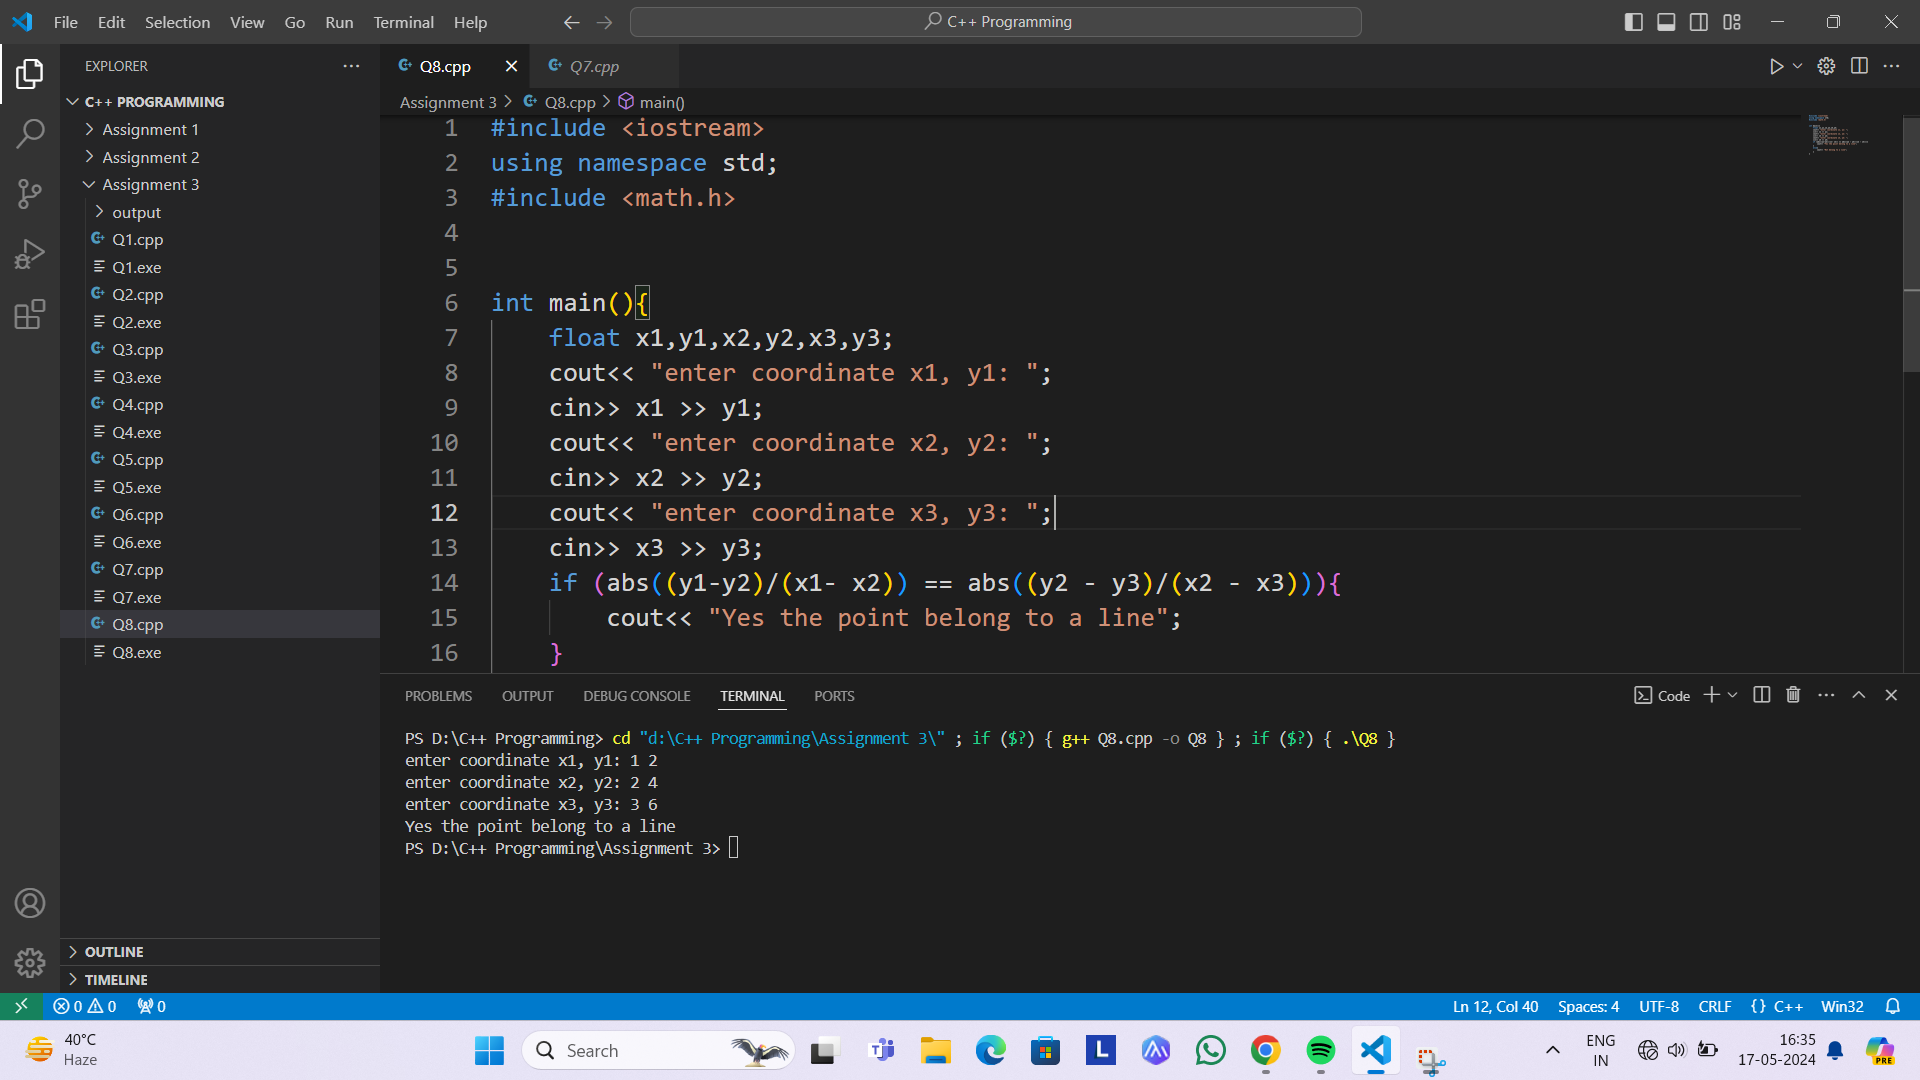 File Edit Selection View Go Run Terminal Help
C++ Programming
EXPLORER
C++ PROGRAMMING
Assignment 1
Assignment 2
Assignment 3
output
Q1.cpp
Q1.exe
Q2.cpp
Q2.exe
Q3.cpp
Q3.exe
Q4.cpp
Q4.exe
Q5.cpp
Q5.exe
Q6.cpp
Q6.exe
Q7.cpp
Q7.exe
Q8.cpp
Q8.exe
OUTLINE
TIMELINE
Q8.cpp Q7.cpp
Assignment 3 > Q8.cpp > main()
1 #include <iostream>
2 using namespace std;
3 #include <math.h>
4
5
6 int main(){
7 float x1,y1,x2,y2,x3,y3;
8 cout<< "enter coordinate x1, y1: ";
9 cin>> x1 >> y1;
10 cout<< "enter coordinate x2, y2: ";
11 cin>> x2 >> y2;
12 cout<< "enter coordinate x3, y3: ";
13 cin>> x3 >> y3;
14 if (abs((y1-y2)/(x1- x2)) == abs((y2 - y3)/(x2 - x3))){
15 cout<< "Yes the point belong to a line";
16 }
PROBLEMS OUTPUT DEBUG CONSOLE TERMINAL PORTS
Code
PS D:\C++ Programming> cd "d:\C++ Programming\Assignment 3\" ; if ($?) { g++ Q8.cpp -o Q8 } ; if ($?) { .\Q8 }
enter coordinate x1, y1: 1 2
enter coordinate x2, y2: 2 4
enter coordinate x3, y3: 3 6
Yes the point belong to a line
PS D:\C++ Programming\Assignment 3>
0 0 0
Ln 12, Col 40 Spaces: 4 UTF-8 CRLF {} C++ Win32
40°C
Haze
Search
ENG
IN
16:35
17-05-2024
PRE